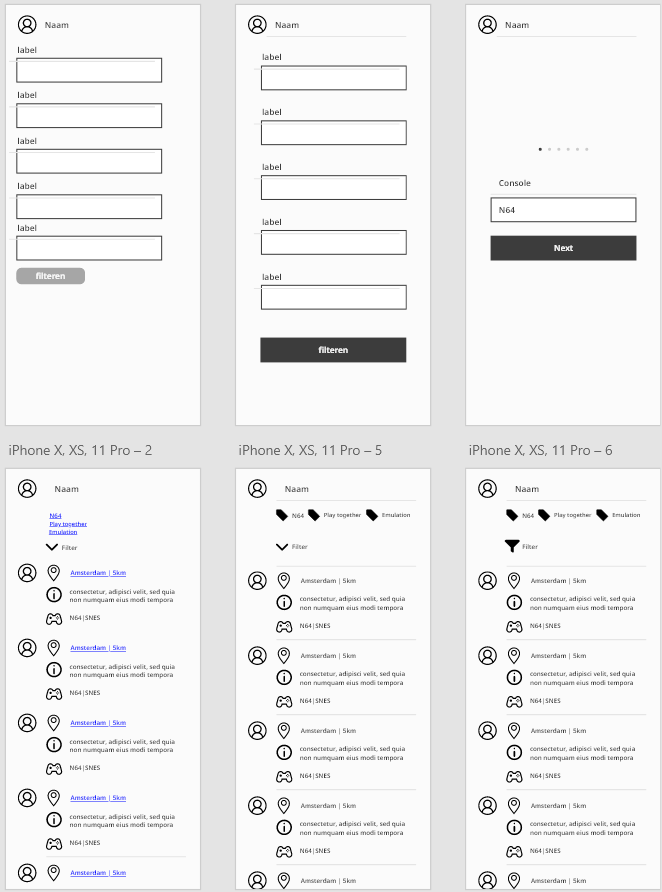 Naam
label
label
label
label
label
filteren
Naam
label
label
label
label
label
filteren
Naam
Console
N64
Next
iPhone X, XS, 11 Pro – 2
Naam
N64
Play together
Emulation
Filter
Amsterdam | 5km
consectetur, adipisci velit, sed quia
non numquam eius modi tempora
N64|SNES
Amsterdam | 5km
consectetur, adipisci velit, sed quia
non numquam eius modi tempora
N64|SNES
Amsterdam | 5km
consectetur, adipisci velit, sed quia
non numquam eius modi tempora
N64|SNES
Amsterdam | 5km
consectetur, adipisci velit, sed quia
non numquam eius modi tempora
N64|SNES
Amsterdam | 5km
iPhone X, XS, 11 Pro – 5
Naam
N64 Play together Emulation
Filter
Amsterdam | 5km
consectetur, adipisci velit, sed quia
non numquam eius modi tempora
N64|SNES
Amsterdam | 5km
consectetur, adipisci velit, sed quia
non numquam eius modi tempora
N64|SNES
Amsterdam | 5km
consectetur, adipisci velit, sed quia
non numquam eius modi tempora
N64|SNES
Amsterdam | 5km
consectetur, adipisci velit, sed quia
non numquam eius modi tempora
N64|SNES
Amsterdam | 5km
iPhone X, XS, 11 Pro – 6
Naam
N64 Play together Emulation
Filter
Amsterdam | 5km
consectetur, adipisci velit, sed quia
non numquam eius modi tempora
N64|SNES
Amsterdam | 5km
consectetur, adipisci velit, sed quia
non numquam eius modi tempora
N64|SNES
Amsterdam | 5km
consectetur, adipisci velit, sed quia
non numquam eius modi tempora
N64|SNES
Amsterdam | 5km
consectetur, adipisci velit, sed quia
non numquam eius modi tempora
N64|SNES
Amsterdam | 5km